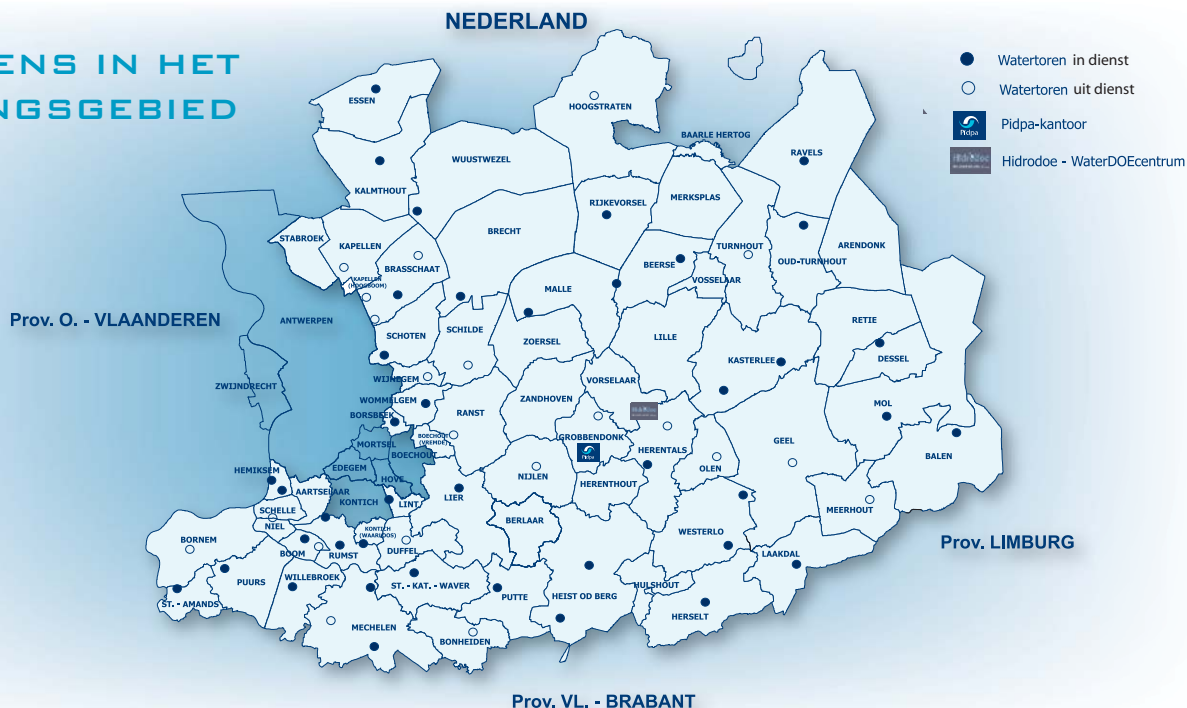 NEDERLAND
ENS IN HET
NGSGEBIED
Watertoren in dienst
Watertoren uit dienst
Pidpa
Pidpa-kantoor
Hidrodoe
Hidrodoe - WaterDOEcentrum
ESSEN
HOOGSTRATEN
BAARLE HERTOG
RAVELS
WUUSTWEZEL
KALMTHOUT
MERKSPLAS
RIJKEVORSEL
BRECHT
STABROEK
KAPELLEN
TURNHOUT
ARENDONK
OUD-TURNHOUT
BEERSE
BRASSCHAAT
VOSSELAAR
KAPELLEN
(HOOGBOOM)
MALLE
Prov. O. - VLAANDEREN
ANTWERPEN
RETIE
SCHOTEN
SCHILDE
ZOERSEL
LILLE
DESSEL
KASTERLEE
WIJNEGEM
VORSELAAR
ZWIJNDRECHT
WOMMELGEM
ZANDHOVEN
MOL
BORSBEEK
RANST
BOECHOUT
(VREMDE)
GROBBENDONK
GEEL
MORTSEL
Pidpa
HERENTALS
BOECHOUT
BALEN
EDEGEM
OLEN
HEMIKSEM
HOVE
NIJLEN
HERENTHOUT
AARTSELAAR
KONTICH
LINT
LIER
SCHELLE
MEERHOUT
NIEL
BERLAAR
KONTICH
(WAARLOOS)
WESTERLO
BORNEM
BOOM
RUMST
DUFFEL
Prov. LIMBURG
LAAKDAL
WILLEBROEK
PUURS
ST. - KAT. - WAVER
HULSHOUT
PUTTE
HEIST OD BERG
ST. - AMANDS
HERSELT
MECHELEN
BONHEIDEN
Prov. VL. - BRABANT